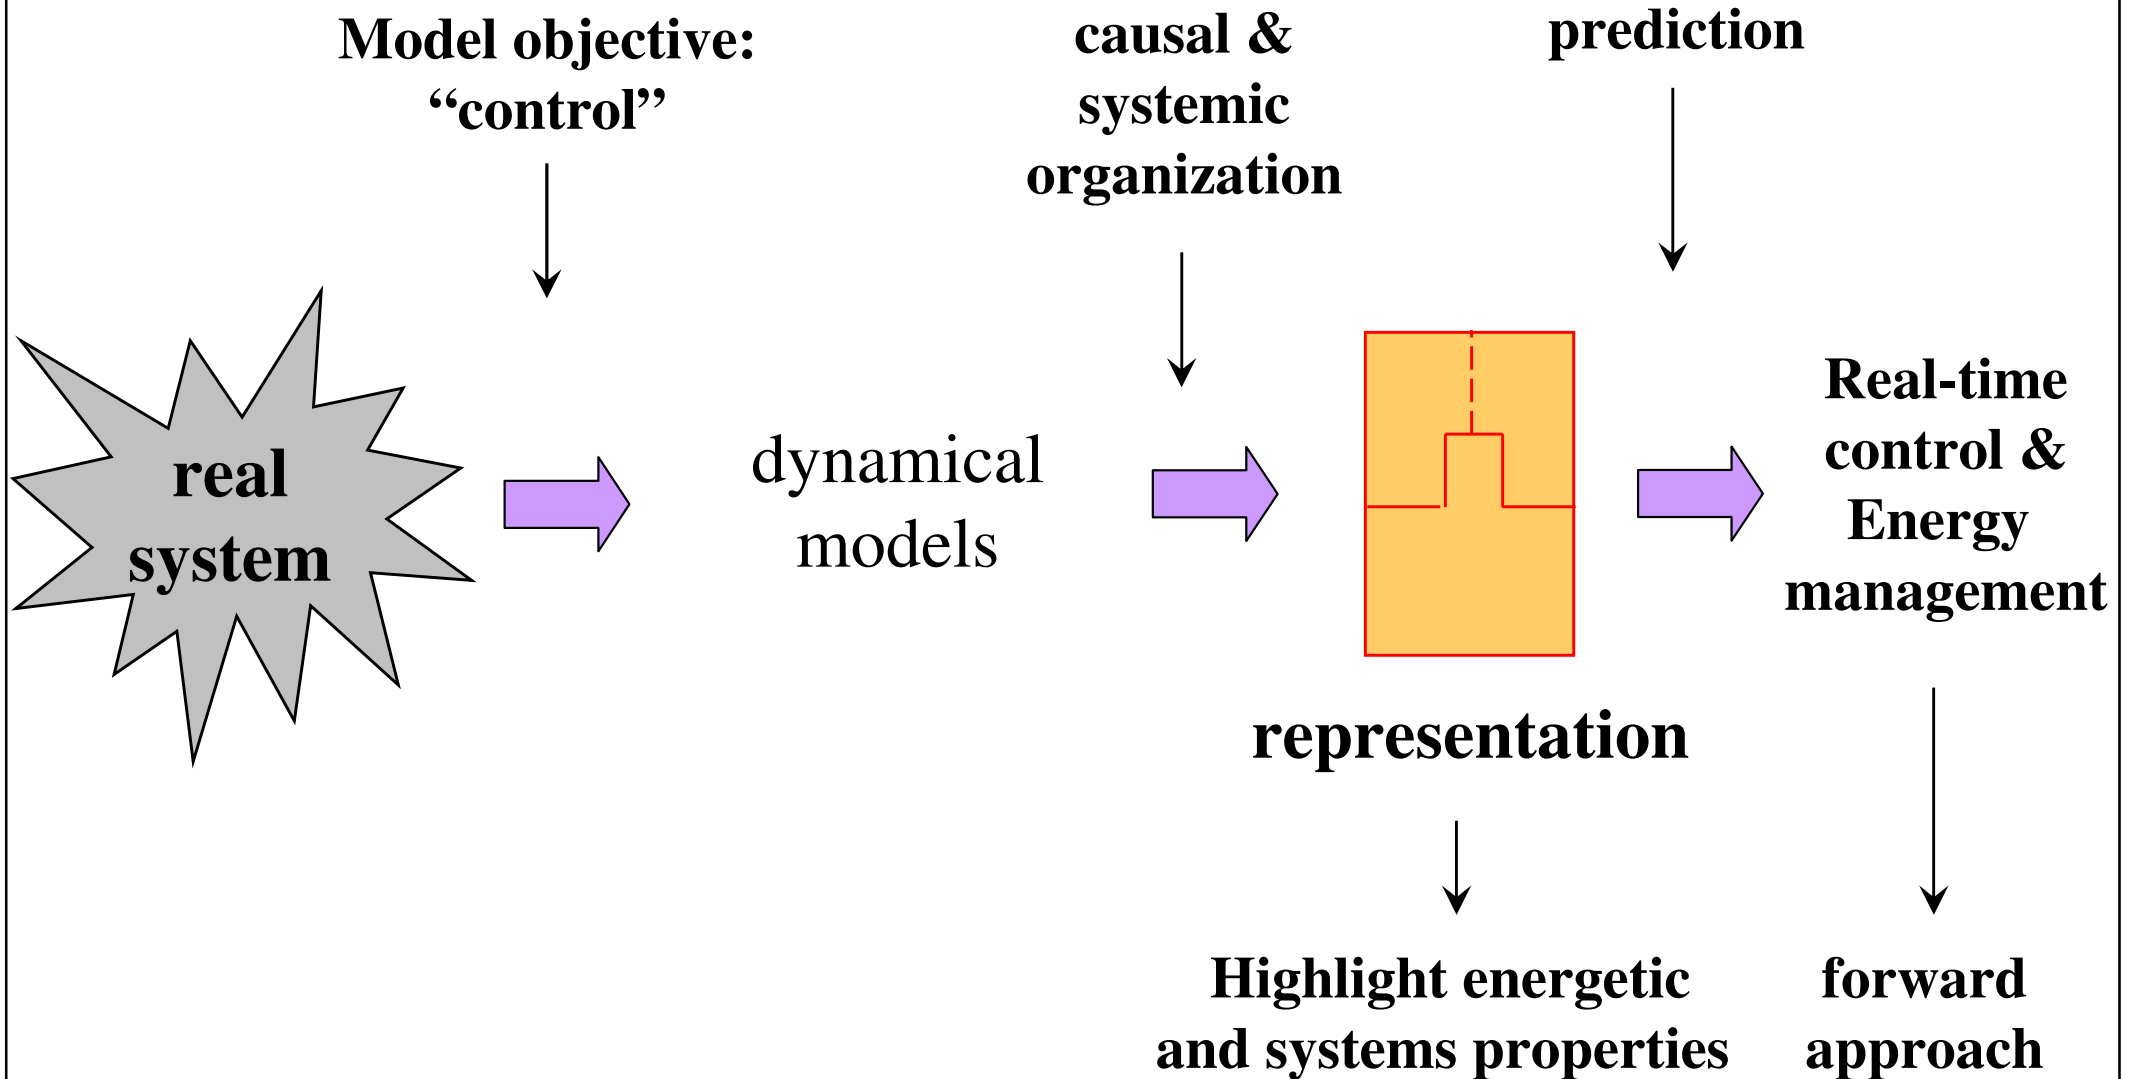 Model objective:
“control”
causal &
systemic
organization
prediction
real
system
dynamical
models
representation
Real-time
control &
Energy
management
Highlight energetic
and systems properties
forward
approach